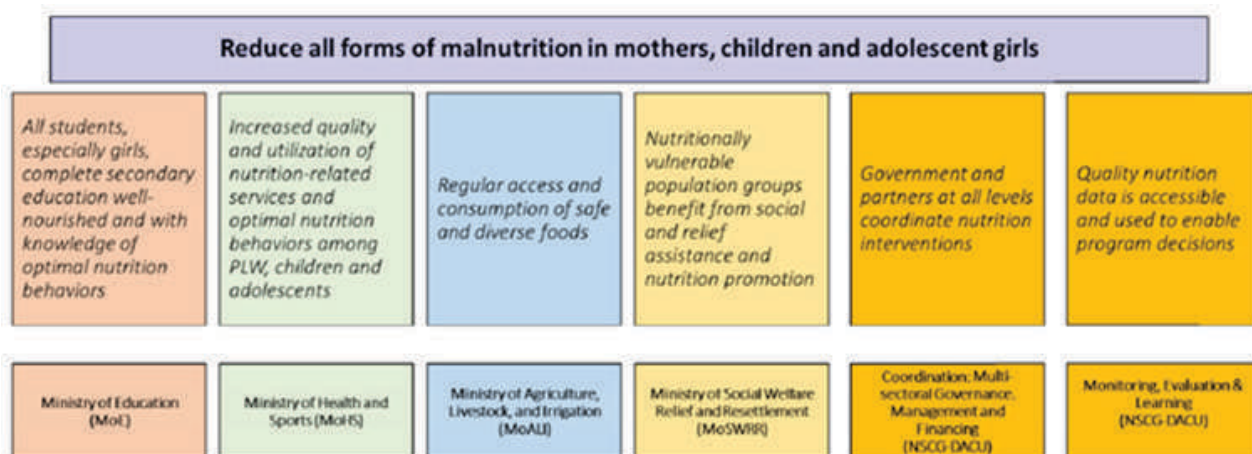 Reduce all forms of malnutrition in mothers, children and adolescent girls
All students,
especially girls,
complete secondary
education well-
nourished and with
knowledge of
optimal nutrition
behaviors
Increased quality
and utilization of
nutrition-related
services and
optimal nutrition
behaviors among
PLW, children and
adolescents
Regular access and
consumption of safe
and diverse foods
Nutritionally
vulnerable
population groups
benefit from social
and relief
assistance and
nutrition promotion
Government and
partners at all levels
coordinate nutrition
interventions
Quality nutrition
data is accessible
and used to enable
program decisions
Ministry of Education
(MoE)
Ministry of Health and
Sports (MoHS)
Ministry of Agriculture,
Livestock, and Irrigation
(MoALI)
Ministry of Social Welfare
Relief and Resettlement
(MoSWRR)
Coordination: Multi-
sectoral Governance,
Management and
Financing
(NSCG-DACU)
Monitoring, Evaluation &
Learning
(NSCG-DACU)